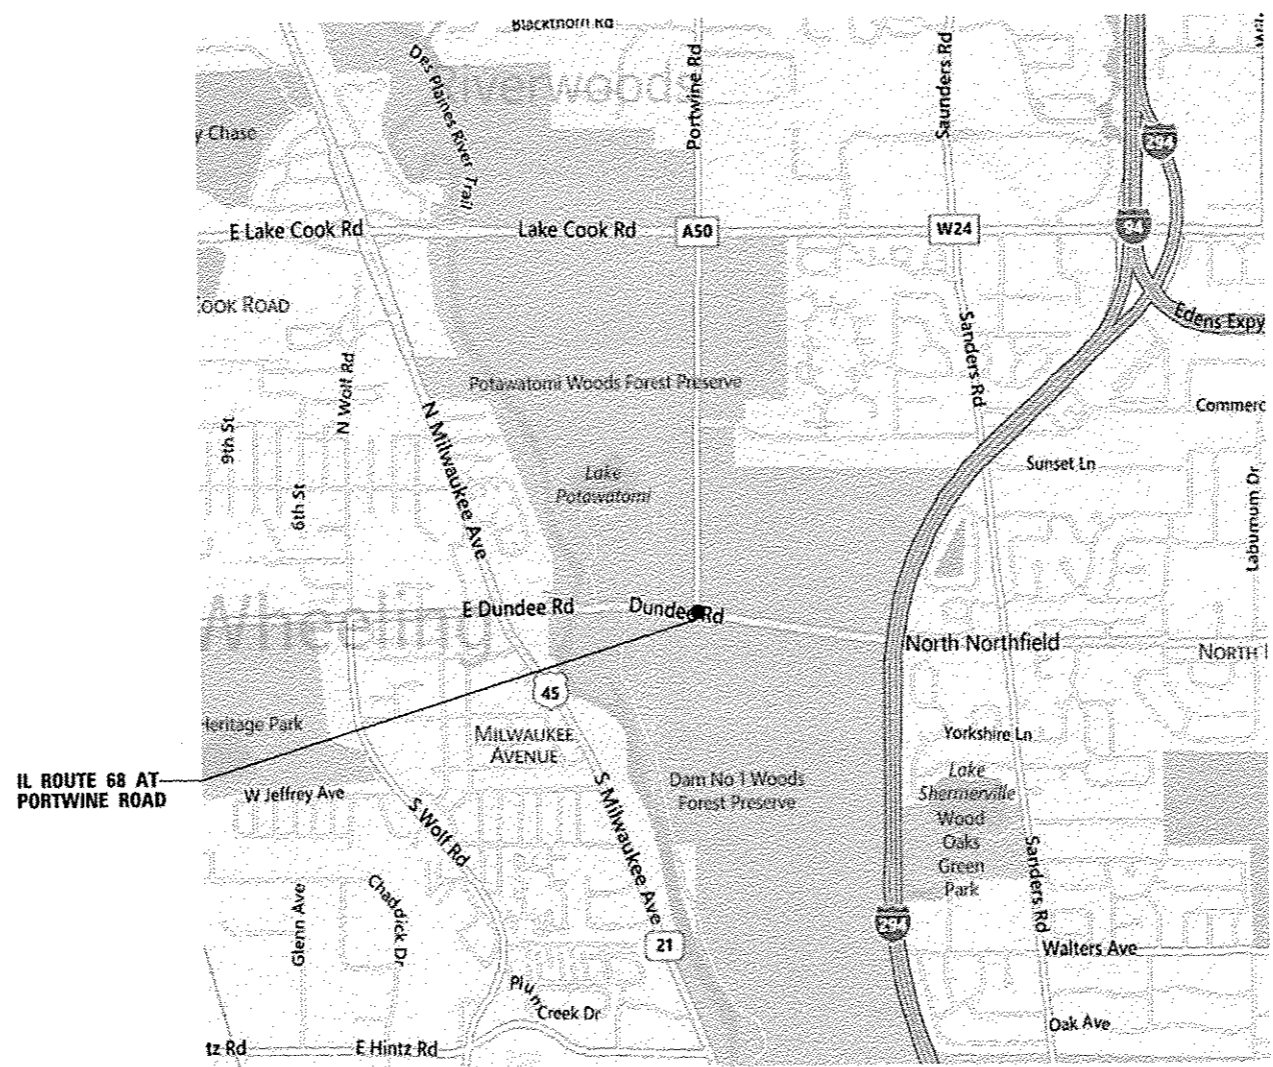 Blackthorn Rd
Des Plaines River Trail
Riverwoods
Portwine Rd
Saunders Rd
294
y Chase
E Lake Cook Rd
Lake Cook Rd
A50
W24
94
COOK ROAD
Edens Expy
N Wolf Rd
Sanders Rd
Potawatomi Woods Forest Preserve
Commerc
9th St
N Milwaukee Ave
Sunset Ln
Lake
Potawatomi
6th St
Laburnum Dr
Wheeling
E Dundee Rd
Dundee Rd
North Northfield
NORTH
45
Heritage Park
MILWAUKEE
AVENUE
Yorkshire Ln
IL ROUTE 68 AT
PORTWINE ROAD
W Jeffrey Ave
Dam No 1 Woods
Forest Preserve
Lake
Shermerville
Wood
Oaks
Green
Park
S Wolf Rd
S Milwaukee Ave
Sanders Rd
Glenn Ave
Chaddick Dr
294
21
Walters Ave
Plum
Creek Dr
Oak Ave
tz Rd
E Hintz Rd